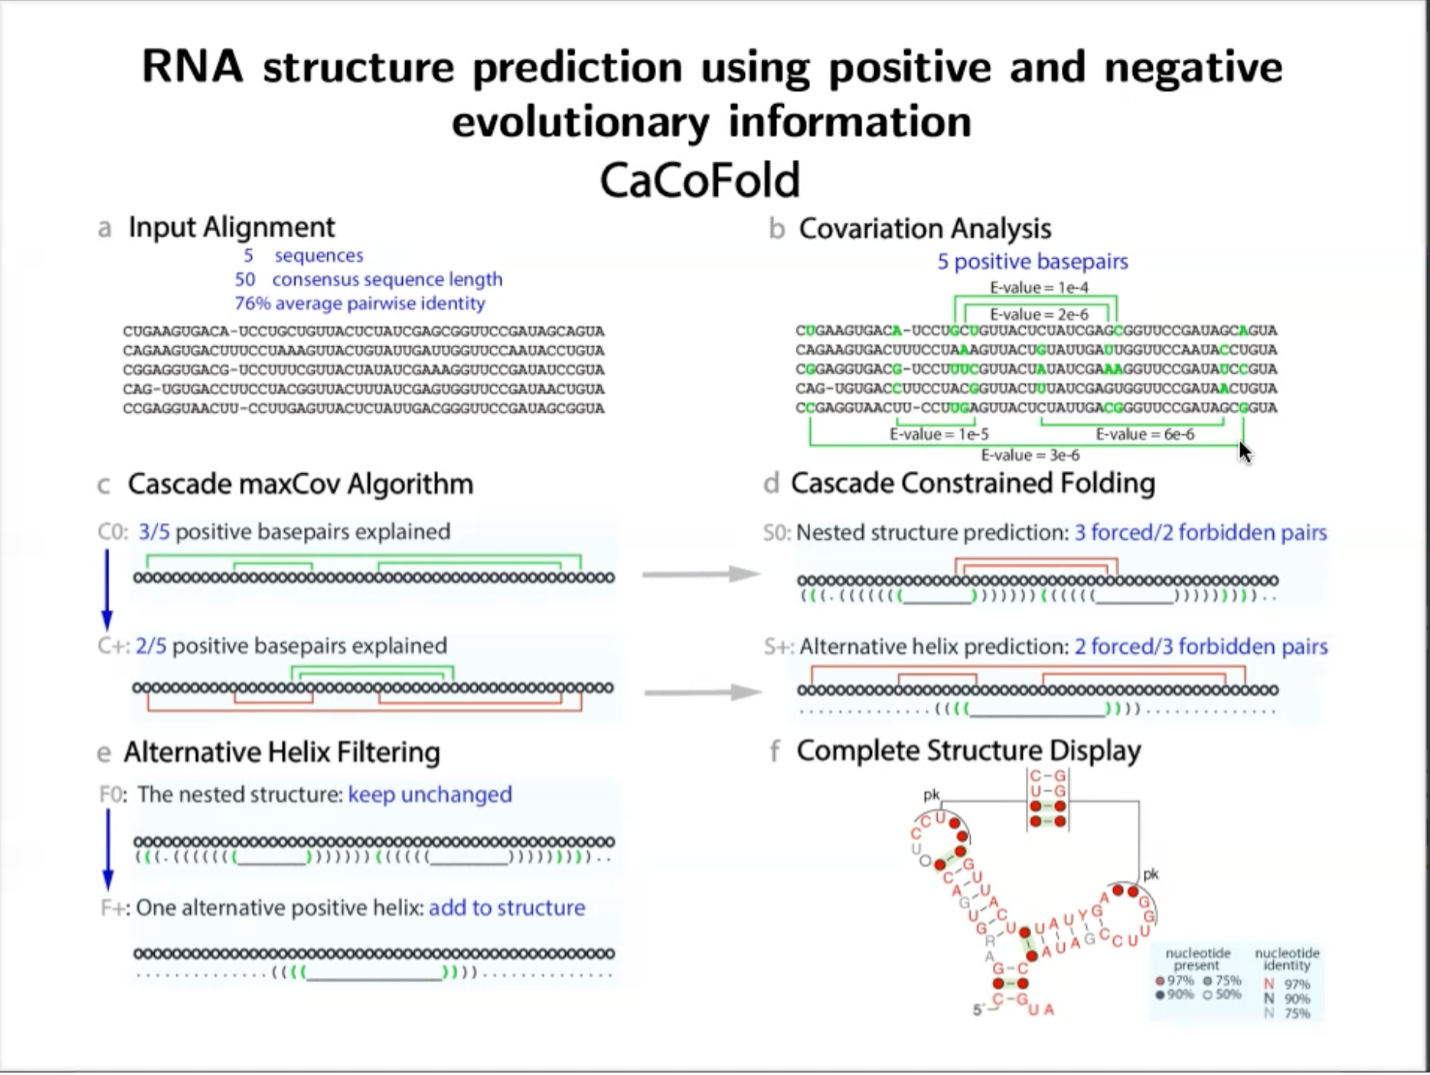 RNA structure prediction using positive and negative
evolutionary information
CaCoFold
a Input Alignment
5 sequences
50 consensus sequence length
76% average pairwise identity
CUGAAGUGACA-UCCUGCUGUUACUCUAUCGAGCGGUUCCGAUAGCAGUA
CAGAAGUGACUUUCCUAAAGUUACUGUAUUGAUUGGUUCCAAUACCUGUA
CGGAGGUGACG-UCCUUUCGUUACUAUAUCGAAAGGUUCCGAUAUCCGUA
CAG-UGUGACCUUCCUACGGUUACUUUAUCGAGUGGUUCCGAUAACUGUA
CCGAGGUAACUU-CCUUGAGUUACUCUAUUGACGGGUUCCGAUAGCGGUA
b Covariation Analysis
5 positive basepairs
E-value = 1e-4
E-value = 2e-6
CUGAAGUGACA-UCCUGCUGUUACUCUAUCGAGCGGUUCCGAUAGCAGUA
CAGAAGUGACUUUCCUAAAGUUACUGUAUUGAUUGGUUCCAAUACCUGUA
CGGAGGUGACG-UCCUUUCGUUACUAUAUCGAAAGGUUCCGAUAUCCGUA
CAG-UGUGACCUUCCUACGGUUACUUUAUCGAGUGGUUCCGAUAACUGUA
CCGAGGUAACUU-CCUUGAGUUACUCUAUUGACGGGUUCCGAUAGCGGUA
E-value = 1e-5 E-value = 6e-6
E-value = 3e-6
c Cascade maxCov Algorithm
C0: 3/5 positive basepairs explained
C+: 2/5 positive basepairs explained
d Cascade Constrained Folding
S0: Nested structure prediction: 3 forced/2 forbidden pairs
S+: Alternative helix prediction: 2 forced/3 forbidden pairs
e Alternative Helix Filtering
F0: The nested structure: keep unchanged
F+: One alternative positive helix: add to structure
f Complete Structure Display
C-G
U-G
pk
pk
5'
C-G
U A
nucleotide present
97% 75%
90% 50%
nucleotide identity
N 97%
N 90%
N 75%